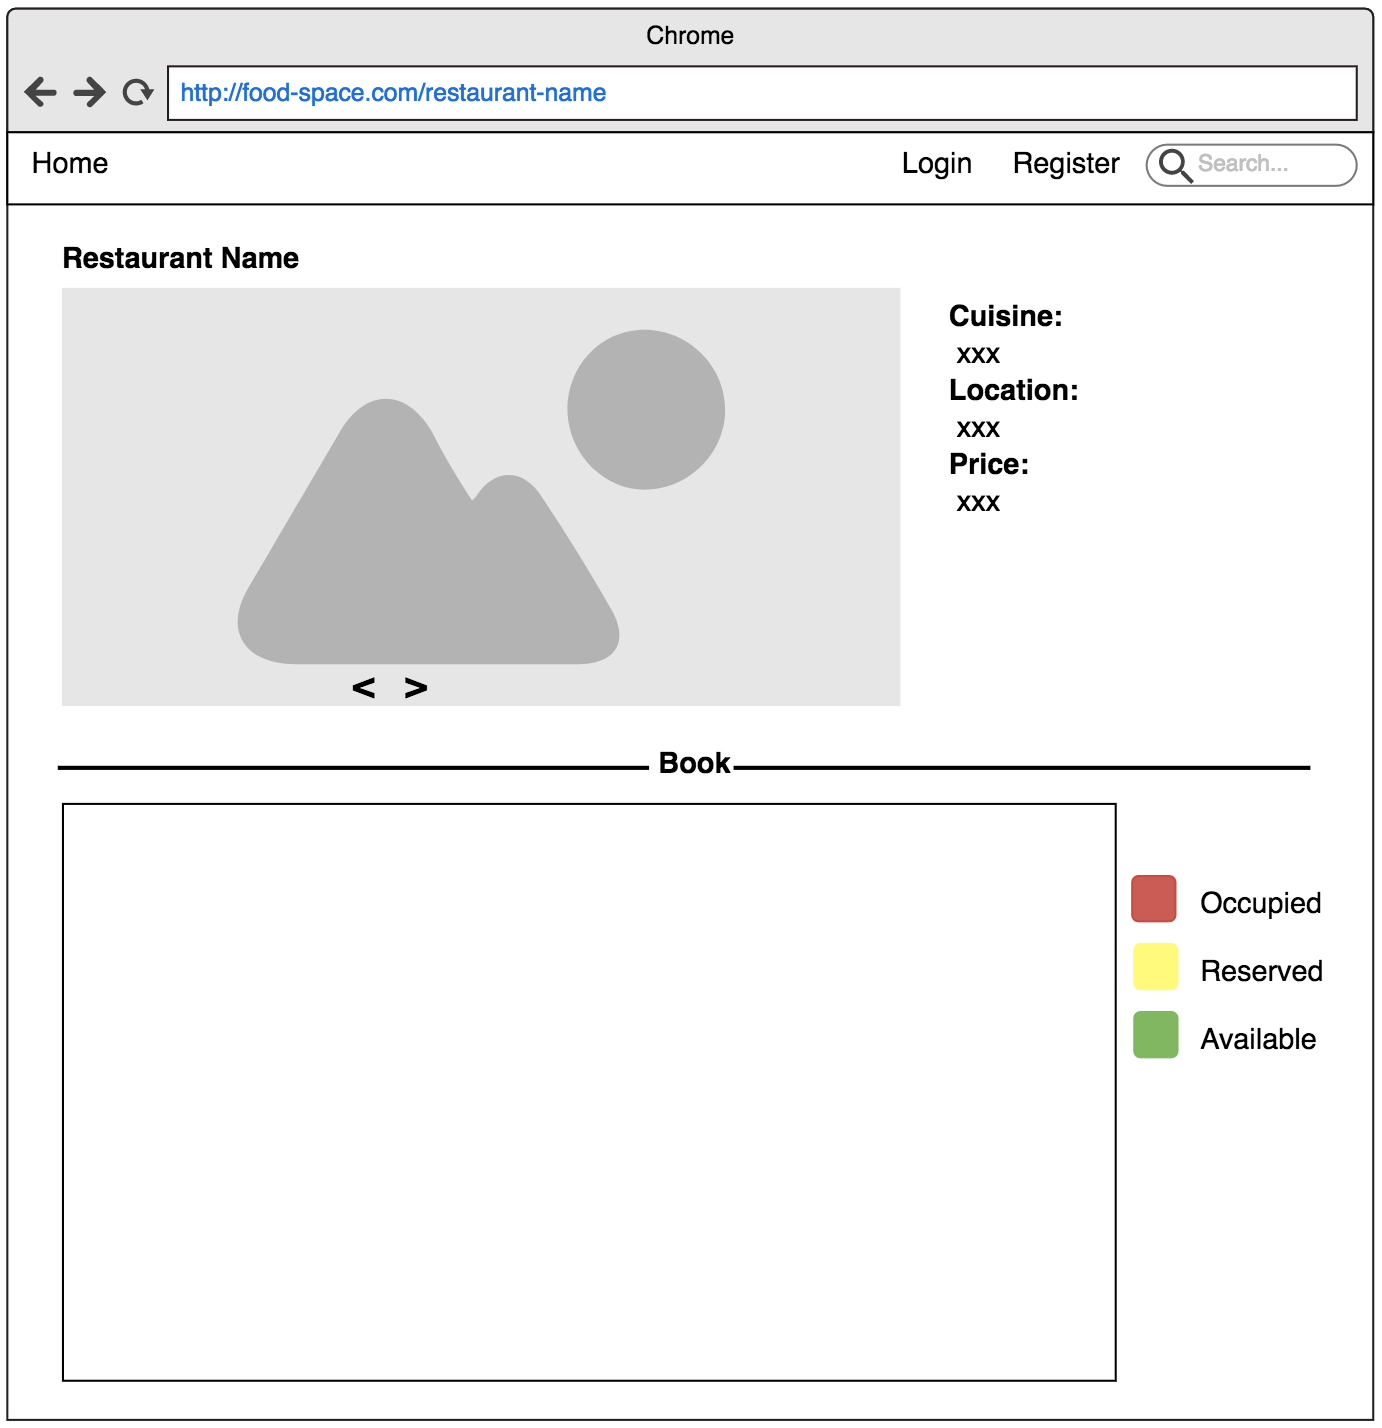 Chrome
http://food-space.com/restaurant-name
Home
Login
Register
Search...
Restaurant Name
Cuisine:
xxx
Location:
xxx
Price:
xxx
< >
Book
Occupied
Reserved
Available